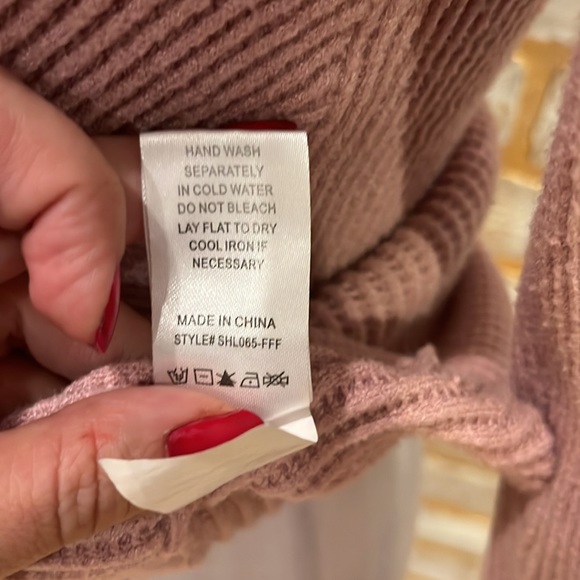 HAND WASH
SEPARATELY
IN COLD WATER
DO NOT BLEACH
LAY FLAT TO DRY
COOL IRON IF
NECESSARY
MADE IN CHINA
STYLE# SHL065-FFF